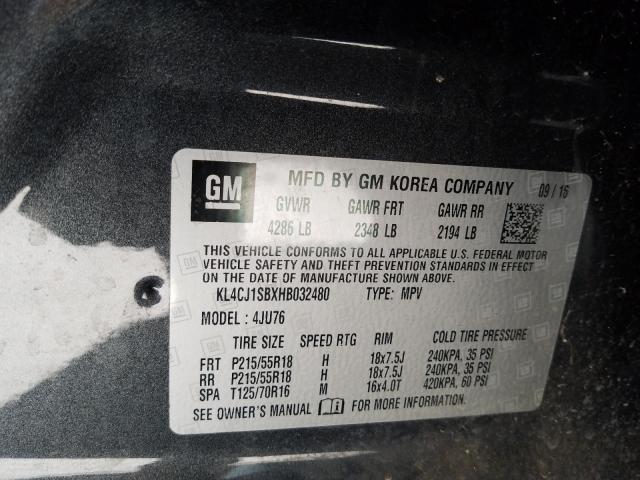 GM MFD BY GM KOREA COMPANY 09 / 16
GVWR GAWR FRT GAWR RR
4286 LB 2348 LB 2194 LB
THIS VEHICLE CONFORMS TO ALL APPLICABLE U.S. FEDERAL MOTOR
VEHICLE SAFETY AND THEFT PREVENTION STANDARDS IN EFFECT
ON THE DATE OF MANUFACTURE SHOWN ABOVE.
KL4CJ1SBXHB032480 TYPE: MPV
MODEL : 4JU76
TIRE SIZE SPEED RTG RIM COLD TIRE PRESSURE
FRT P215/55R18 H 18x7.5J 240KPA, 35 PSI
RR P215/55R18 H 18x7.5J 240KPA, 35 PSI
SPA T125/70R16 M 16x4.0T 420KPA, 60 PSI
SEE OWNER'S MANUAL FOR MORE INFORMATION.